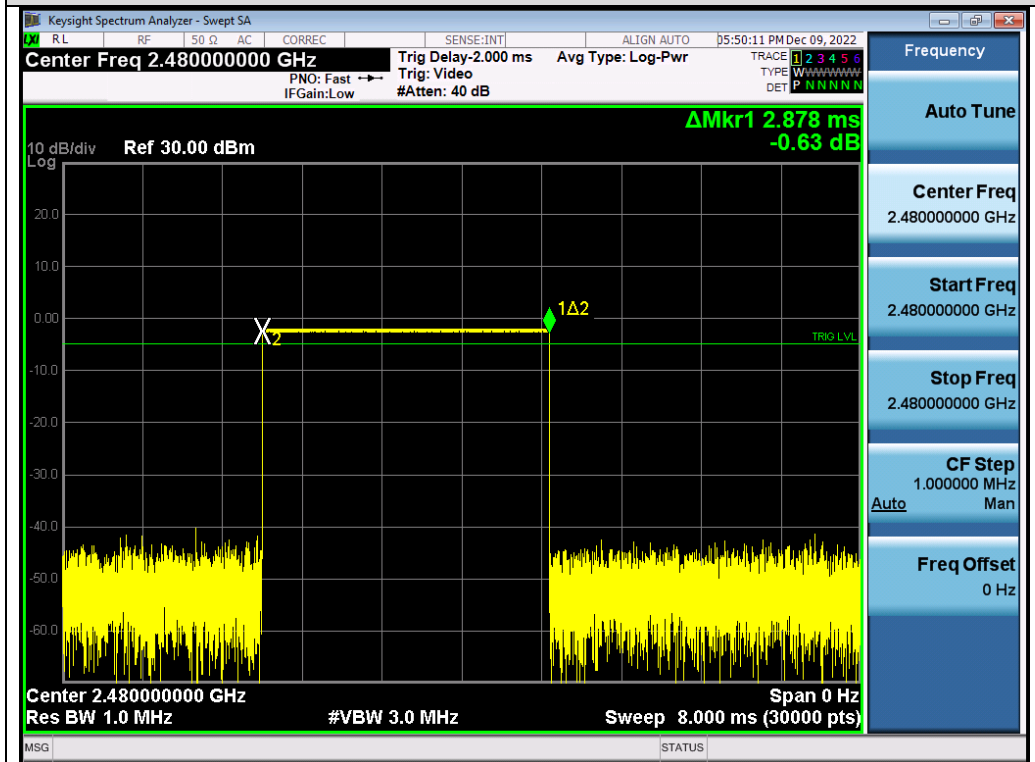 Keysight Spectrum Analyzer - Swept SA
LXI RL RF 50 Ω AC CORREC SENSE:INT ALIGN AUTO 05:50:11 PM Dec 09, 2022
Center Freq 2.480000000 GHz
PNO: Fast
IFGain:Low
Trig Delay-2.000 ms
Trig: Video
#Atten: 40 dB
Avg Type: Log-Pwr
TRACE 1 2 3 4 5 6
TYPE WWWWWWW
DET P N N N N N
ΔMkr1 2.878 ms
-0.63 dB
10 dB/div Ref 30.00 dBm
Log
20.0
10.0
0.00
-10.0
-20.0
-30.0
-40.0
-50.0
-60.0
2
1Δ2
TRIG LVL
Center 2.480000000 GHz Span 0 Hz
Res BW 1.0 MHz #VBW 3.0 MHz Sweep 8.000 ms (30000 pts)
MSG STATUS
Frequency
Auto Tune
Center Freq
2.480000000 GHz
Start Freq
2.480000000 GHz
Stop Freq
2.480000000 GHz
CF Step
1.000000 MHz
Auto Man
Freq Offset
0 Hz